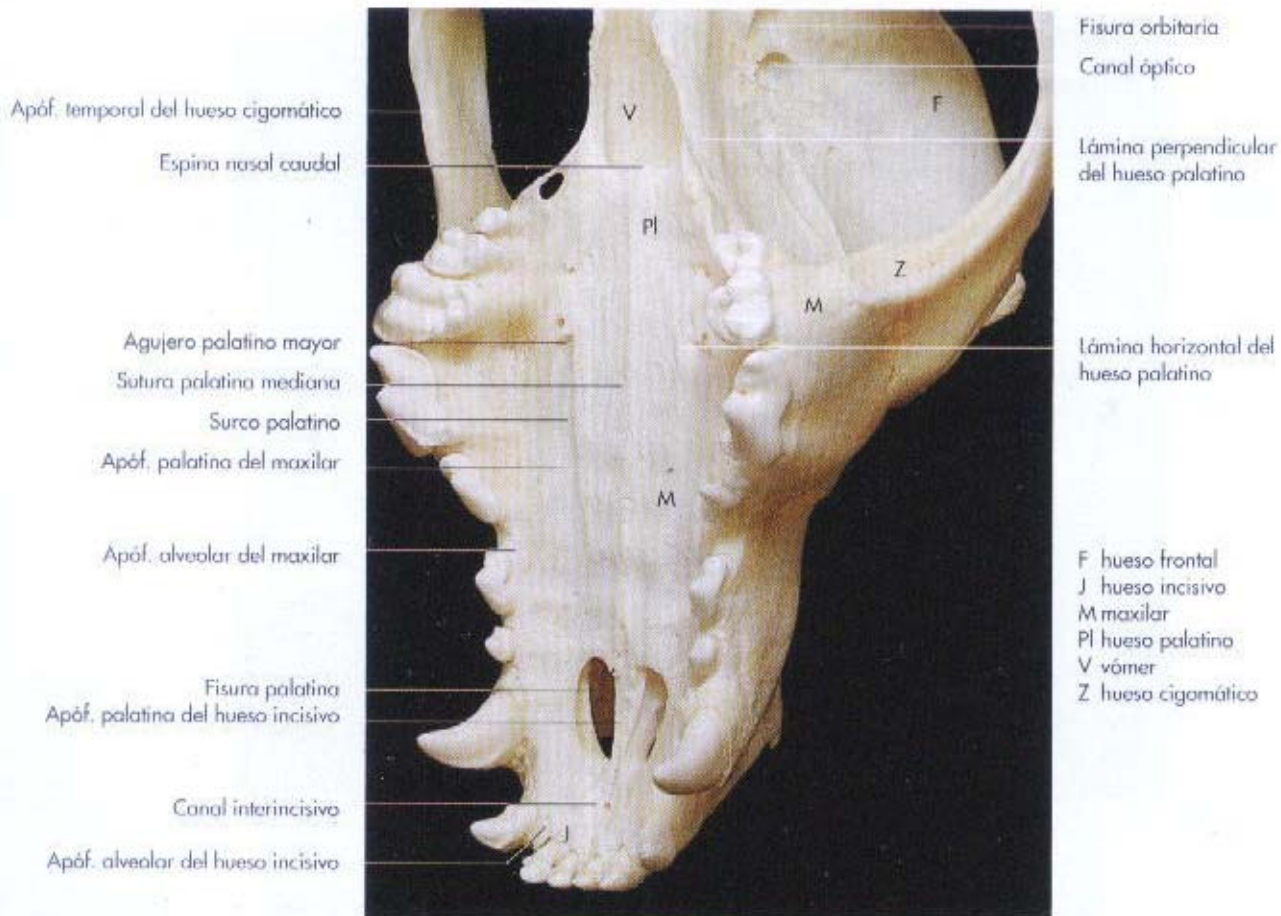 Apóf. temporal del hueso cigomático
Espina nasal caudal
Agujero palatino mayor
Sutura palatina mediana
Surco palatino
Apóf. palatina del maxilar
Apóf. alveolar del maxilar
Fisura palatina
Apóf. palatina del hueso incisivo
Canal interincisivo
Apóf. alveolar del hueso incisivo
V
F
Pl
Z
M
M
J
Fisura orbitaria
Canal óptico
Lámina perpendicular
del hueso palatino
Lámina horizontal del
hueso palatino
F hueso frontal
J hueso incisivo
M maxilar
Pl hueso palatino
V vómer
Z hueso cigomático